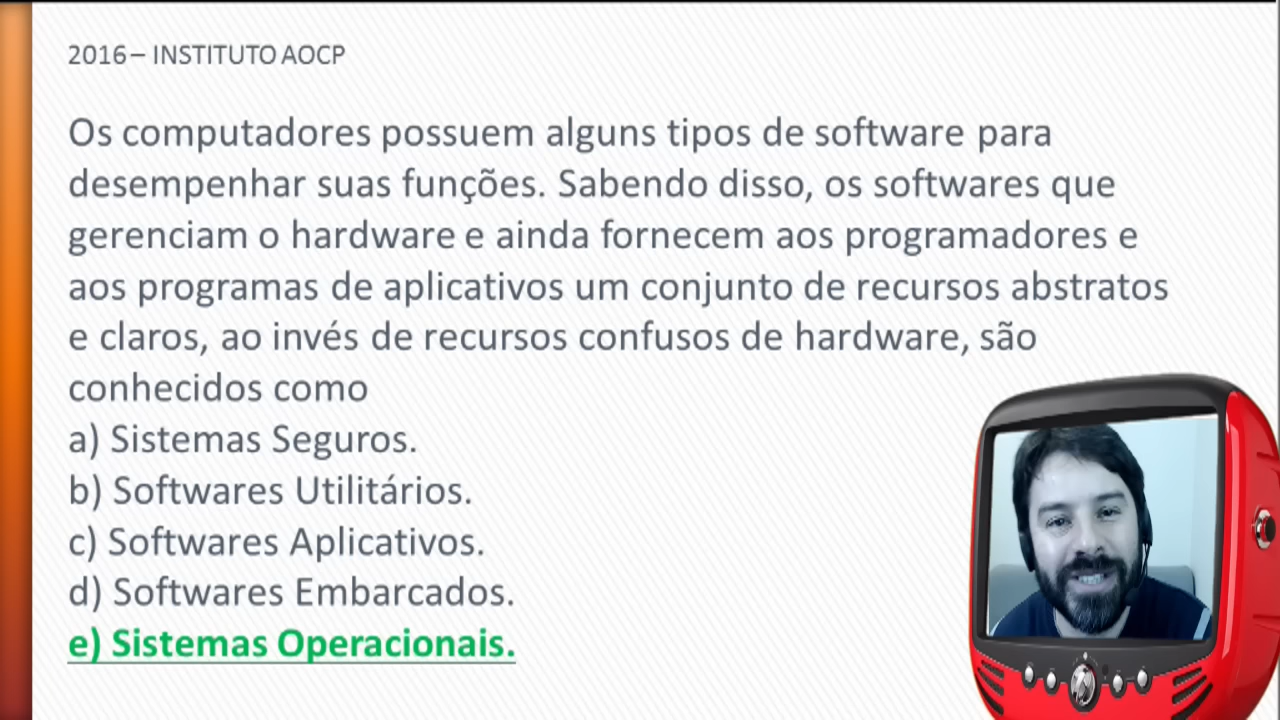 2016 – INSTITUTO AOCP
Os computadores possuem alguns tipos de software para
desempenhar suas funções. Sabendo disso, os softwares que
gerenciam o hardware e ainda fornecem aos programadores e
aos programas de aplicativos um conjunto de recursos abstratos
e claros, ao invés de recursos confusos de hardware, são
conhecidos como
a) Sistemas Seguros.
b) Softwares Utilitários.
c) Softwares Aplicativos.
d) Softwares Embarcados.
e) Sistemas Operacionais.